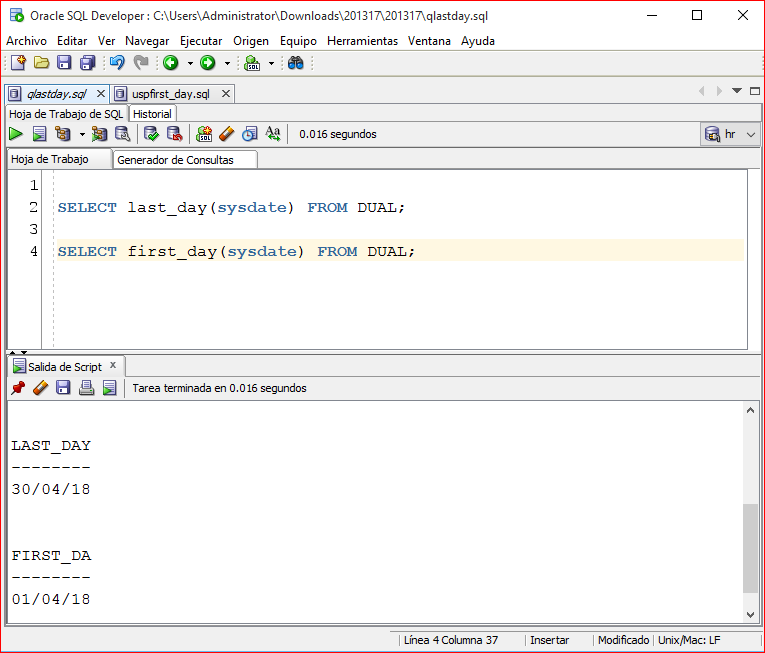 Oracle SQL Developer : C:\Users\Administrator\Downloads\201317\201317\qlastday.sql
Archivo Editar Ver Navegar Ejecutar Origen Equipo Herramientas Ventana Ayuda
SQL
qlastday.sql uspfirst_day.sql
Hoja de Trabajo de SQL Historial
SQL Aa 0.016 segundos hr
Hoja de Trabajo Generador de Consultas
1
2 SELECT last_day(sysdate) FROM DUAL;
3
4 SELECT first_day(sysdate) FROM DUAL;
Salida de Script x
Tarea terminada en 0.016 segundos
LAST_DAY
--------
30/04/18
FIRST_DA
--------
01/04/18
Línea 4 Columna 37 | Insertar | Modificado | Unix/Mac: LF